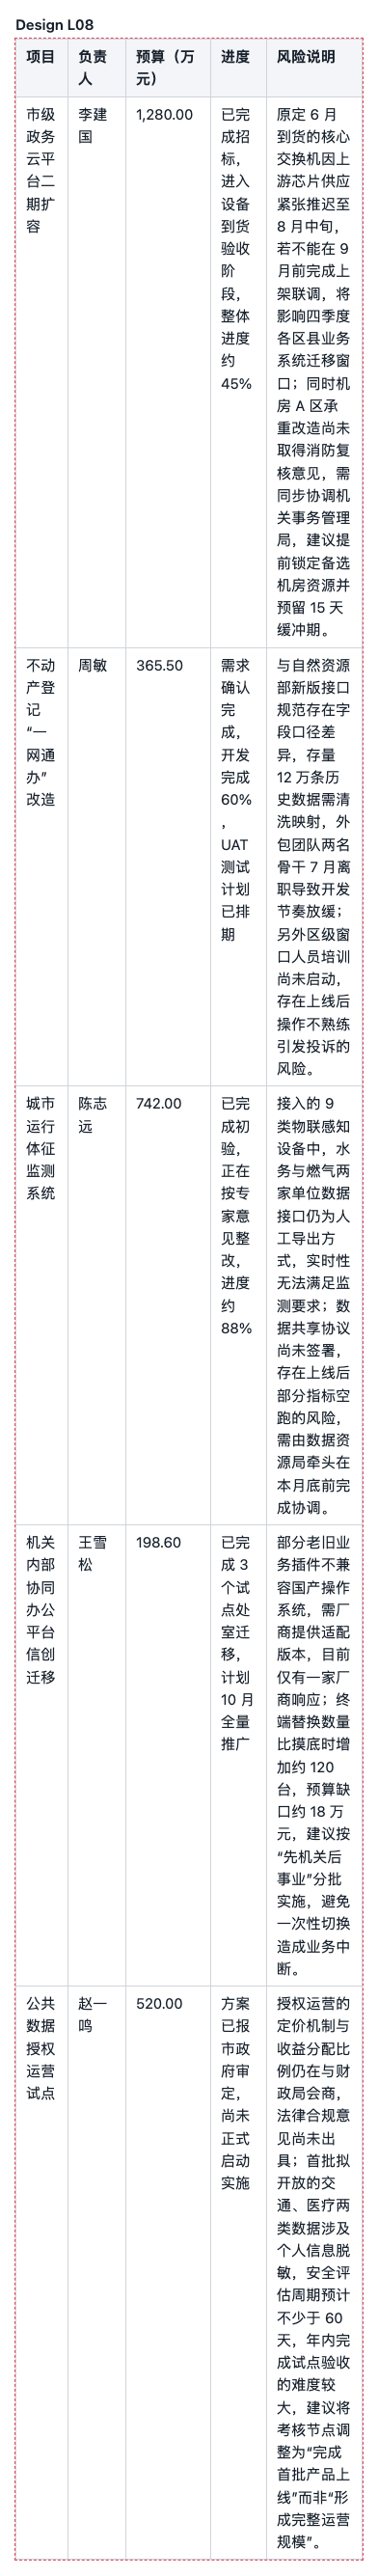 Design L08
项目
负责
人
预算（万
元）
进度
风险说明
市级
政务
云平
台二
期扩
容
李建
国
1,280.00
已完
成招
标，
进入
设备
到货
验收
阶
段，
整体
进度
约
45%
原定 6 月
到货的核心
交换机因上
游芯片供应
紧张推迟至
8 月中旬，
若不能在 9
月前完成上
架联调，将
影响四季度
各区县业务
系统迁移窗
口；同时机
房 A 区承
重改造尚未
取得消防复
核意见，需
同步协调机
关事务管理
局，建议提
前锁定备选
机房资源并
预留 15 天
缓冲期。
不动
产登
记
“一
网通
办”
改造
周敏
365.50
需求
确认
完
成，
开发
完成
60%
，
UAT
测试
计划
已排
期
与自然资源
部新版接口
规范存在字
段口径差
异，存量
12 万条历
史数据需清
洗映射，外
包团队两名
骨干 7 月离
职导致开发
节奏放缓；
另外区级窗
口人员培训
尚未启动，
存在上线后
操作不熟练
引发投诉的
风险。
城市
运行
体征
监测
系统
陈志
远
742.00
已完
成初
验，
正在
按专
家意
见整
改，
进度
约
88%
接入的 9
类物联感知
设备中，水
务与燃气两
家单位数据
接口仍为人
工导出方
式，实时性
无法满足监
测要求；数
据共享协议
尚未签署，
存在上线后
部分指标空
跑的风险，
需由数据资
源局牵头在
本月底前完
成协调。
机关
内部
协同
办公
平台
信创
迁移
王雪
松
198.60
已完
成 3
个试
点处
室迁
移，
计划
10 月
全量
推广
部分老旧业
务插件不兼
容国产操作
系统，需厂
商提供适配
版本，目前
仅有一家厂
商响应；终
端替换数量
比摸底时增
加约 120
台，预算缺
口约 18 万
元，建议按
“先机关后
事业”分批
实施，避免
一次性切换
造成业务中
断。
公共
数据
授权
运营
试点
赵一
鸣
520.00
方案
已报
市政
府审
定，
尚未
正式
启动
实施
授权运营的
定价机制与
收益分配比
例仍在与财
政局会商，
法律合规意
见尚未出
具；首批拟
开放的交
通、医疗两
类数据涉及
个人信息脱
敏，安全评
估周期预计
不少于 60
天，年内完
成试点验收
的难度较
大，建议将
考核节点调
整为“完成
首批产品上
线”而非“形
成完整运营
规模”。